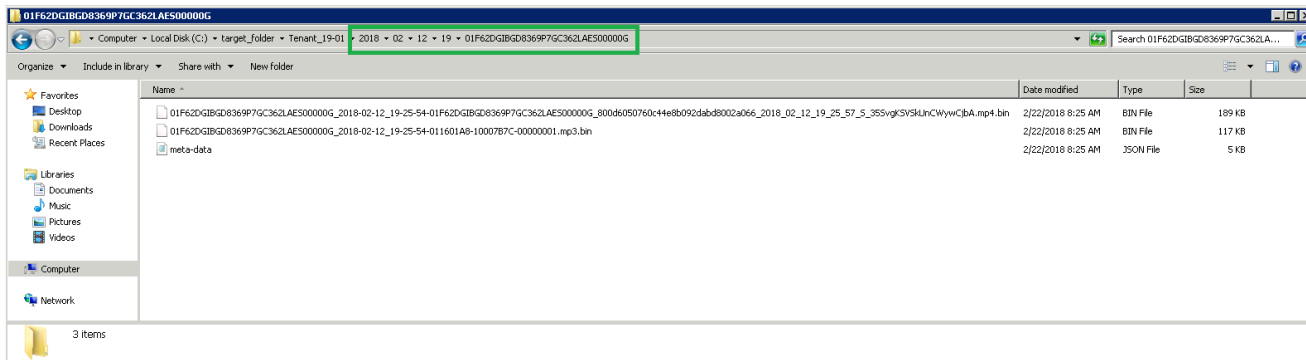 01F62DGIBGD8369P7GC362LAES00000G
Computer ▾ Local Disk (C:) ▾ target_folder ▾ Tenant_19-01 ▾ 2018 ▾ 02 ▾ 12 ▾ 19 ▾ 01F62DGIBGD8369P7GC362LAES00000G Search 01F62DGIBGD8369P7GC362LA...
Organize ▾ Include in library ▾ Share with ▾ New folder
Favorites
Desktop
Downloads
Recent Places
Libraries
Documents
Music
Pictures
Videos
Computer
Network
Name Date modified Type Size
01F62DGIBGD8369P7GC362LAES00000G_2018-02-12_19-25-54-01F62DGIBGD8369P7GC362LAES00000G_800d6050760c44e8b092dabd8002a066_2018_02_12_19_25_57_S_35SvgKSVSkUnCWywCjbA.mp4.bin 2/22/2018 8:25 AM BIN File 189 KB
01F62DGIBGD8369P7GC362LAES00000G_2018-02-12_19-25-54-011601A8-10007B7C-00000001.mp3.bin 2/22/2018 8:25 AM BIN File 117 KB
meta-data 2/22/2018 8:25 AM JSON File 5 KB
3 items